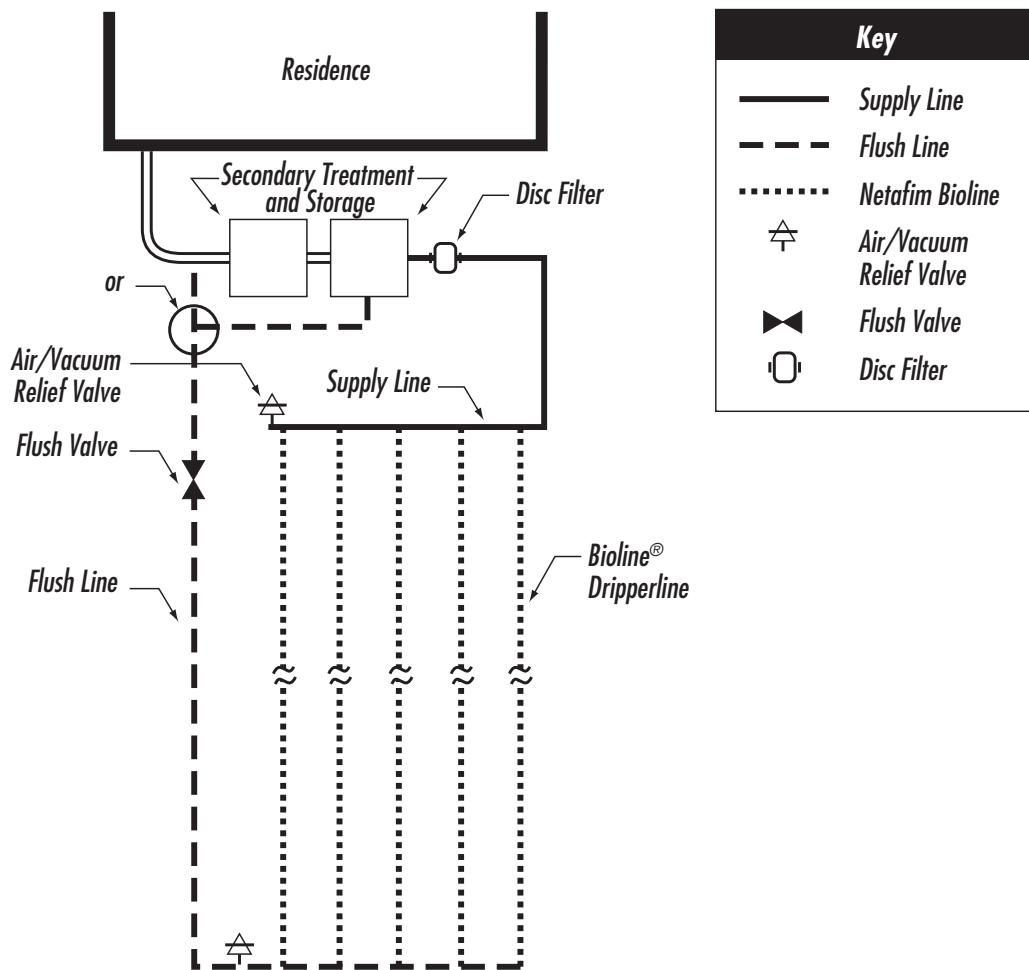 Residence
Secondary Treatment
and Storage
Disc Filter
or
Air/Vacuum
Relief Valve
Supply Line
Flush Valve
Bioline®
Dripperline
Flush Line
Key
Supply Line
Flush Line
Netafim Bioline
Air/Vacuum
Relief Valve
Flush Valve
Disc Filter